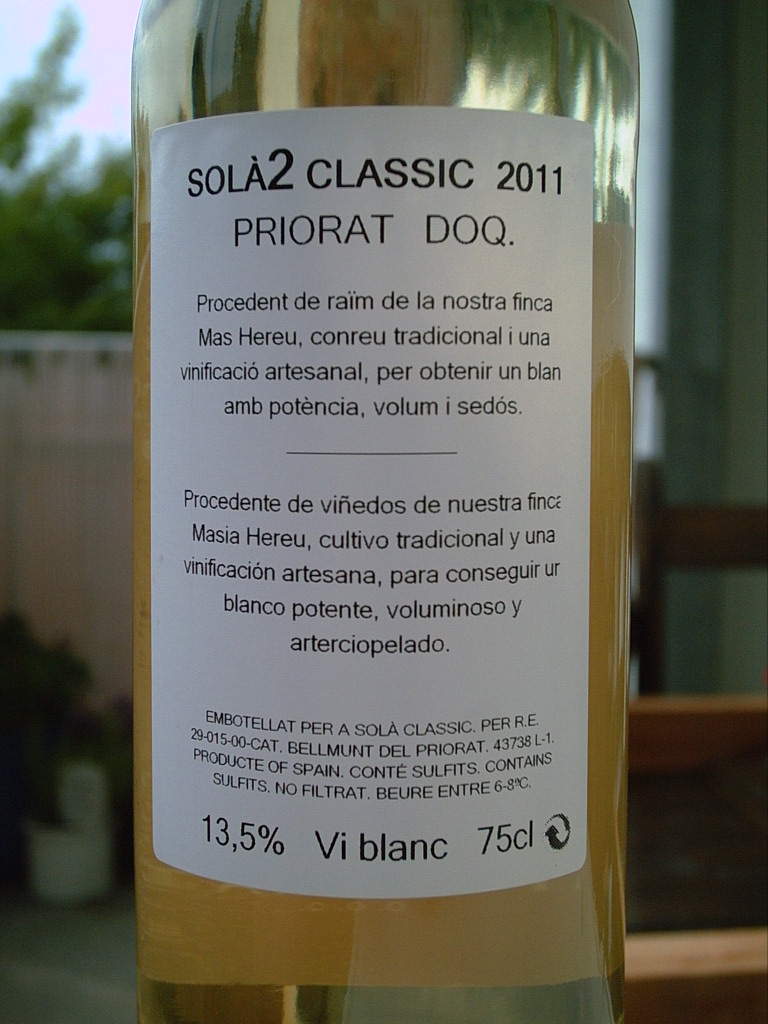 SOLÀ2 CLASSIC 2011
PRIORAT DOQ.
Procedent de raïm de la nostra finca
Mas Hereu, conreu tradicional i una
vinificació artesanal, per obtenir un blan
amb potència, volum i sedós.
Procedente de viñedos de nuestra finca
Masia Hereu, cultivo tradicional y una
vinificación artesana, para conseguir un
blanco potente, voluminoso y
arterciopelado.
EMBOTELLAT PER A SOLÀ CLASSIC. PER R.E.
29-015-00-CAT. BELLMUNT DEL PRIORAT. 43738 L-1.
PRODUCTE OF SPAIN. CONTÉ SULFITS. CONTAINS
SULFITS. NO FILTRAT. BEURE ENTRE 6-8ºC.
13,5% Vi blanc 75cl